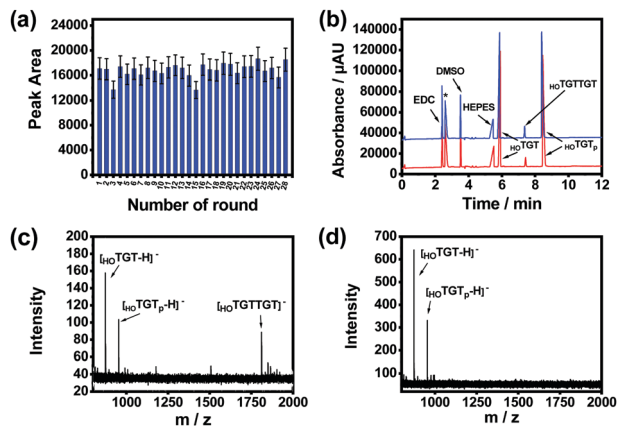 (a)
Peak Area
24000
20000
16000
12000
8000
4000
0
1 2 3 4 5 6 7 8 9 10 11 12 13 14 15 16 17 18 19 20 21 22 23 24 25 26 27 28
Number of round
(b)
Absorbance / µAU
140000
120000
100000
80000
60000
40000
20000
0
EDC
*
DMSO
HEPES
HOTGT
HOTGTTGT
HOTGTp
0 2 4 6 8 10 12
Time / min
(c)
Intensity
200
180
160
140
120
100
80
60
40
20
[HOTGT-H]-
[HOTGTp-H]-
[HOTGTTGT]-
1000 1200 1400 1600 1800 2000
m / z
(d)
Intensity
700
600
500
400
300
200
100
[HOTGT-H]-
[HOTGTp-H]-
1000 1200 1400 1600 1800 2000
m / z